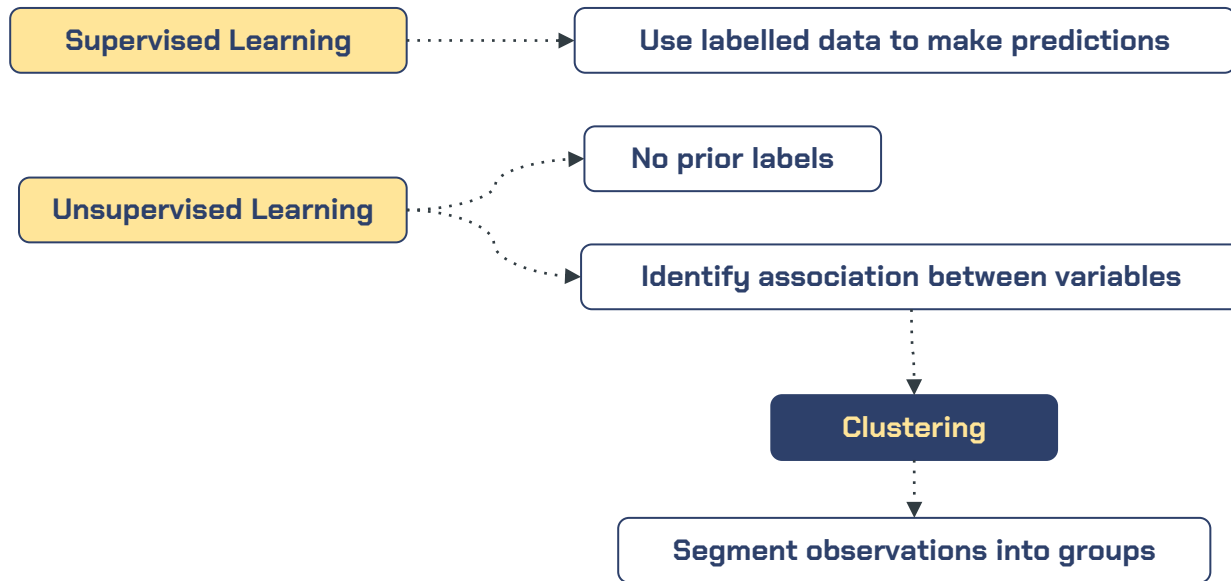 Supervised Learning
Use labelled data to make predictions
No prior labels
Unsupervised Learning
Identify association between variables
Clustering
Segment observations into groups